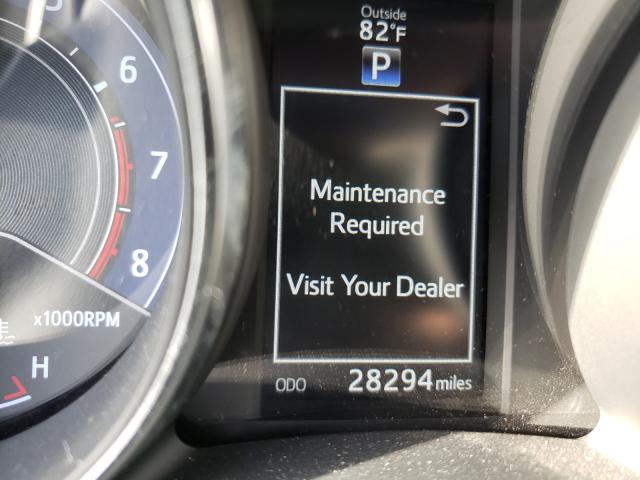 Outside
82°F
P
Maintenance
Required
Visit Your Dealer
ODO 28294 miles
6
7
8
x1000RPM
H